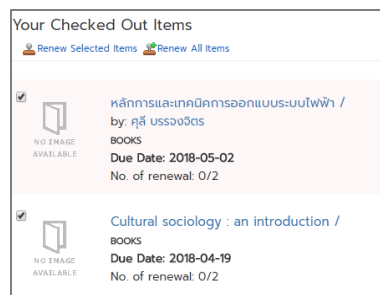 Your Checked Out Items
Renew Selected Items Renew All Items
หลักการและเทคนิคการออกแบบระบบไฟฟ้า /
by: ศุลี บรรจงจิตร
BOOKS
Due Date: 2018-05-02
No. of renewal: 0/2
NO IMAGE
AVAILABLE
Cultural sociology : an introduction /
BOOKS
Due Date: 2018-04-19
No. of renewal: 0/2
NO IMAGE
AVAILABLE